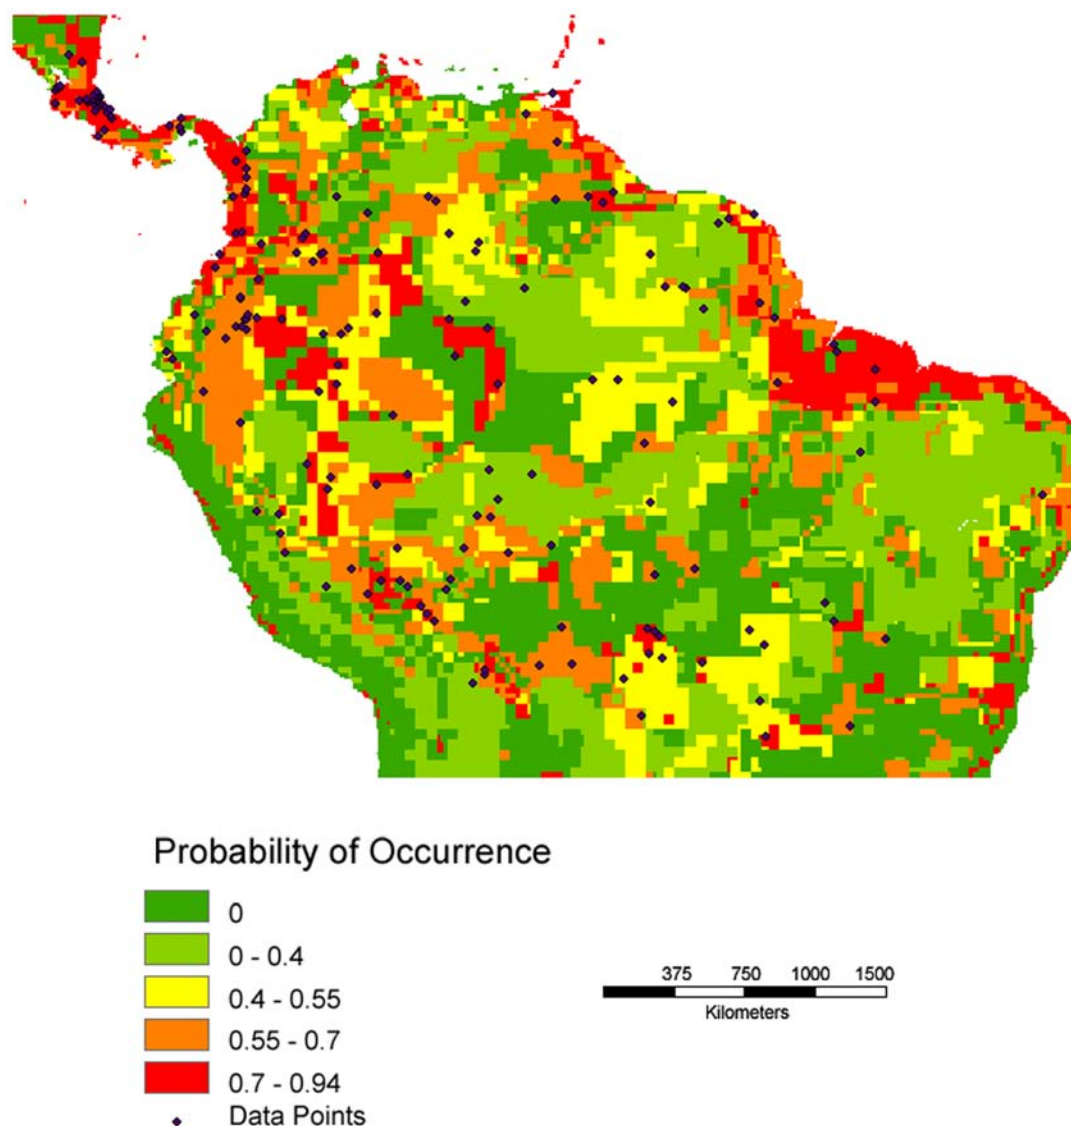 Probability of Occurrence
0
0 - 0.4
0.4 - 0.55
0.55 - 0.7
0.7 - 0.94
Data Points
375 750 1000 1500
Kilometers